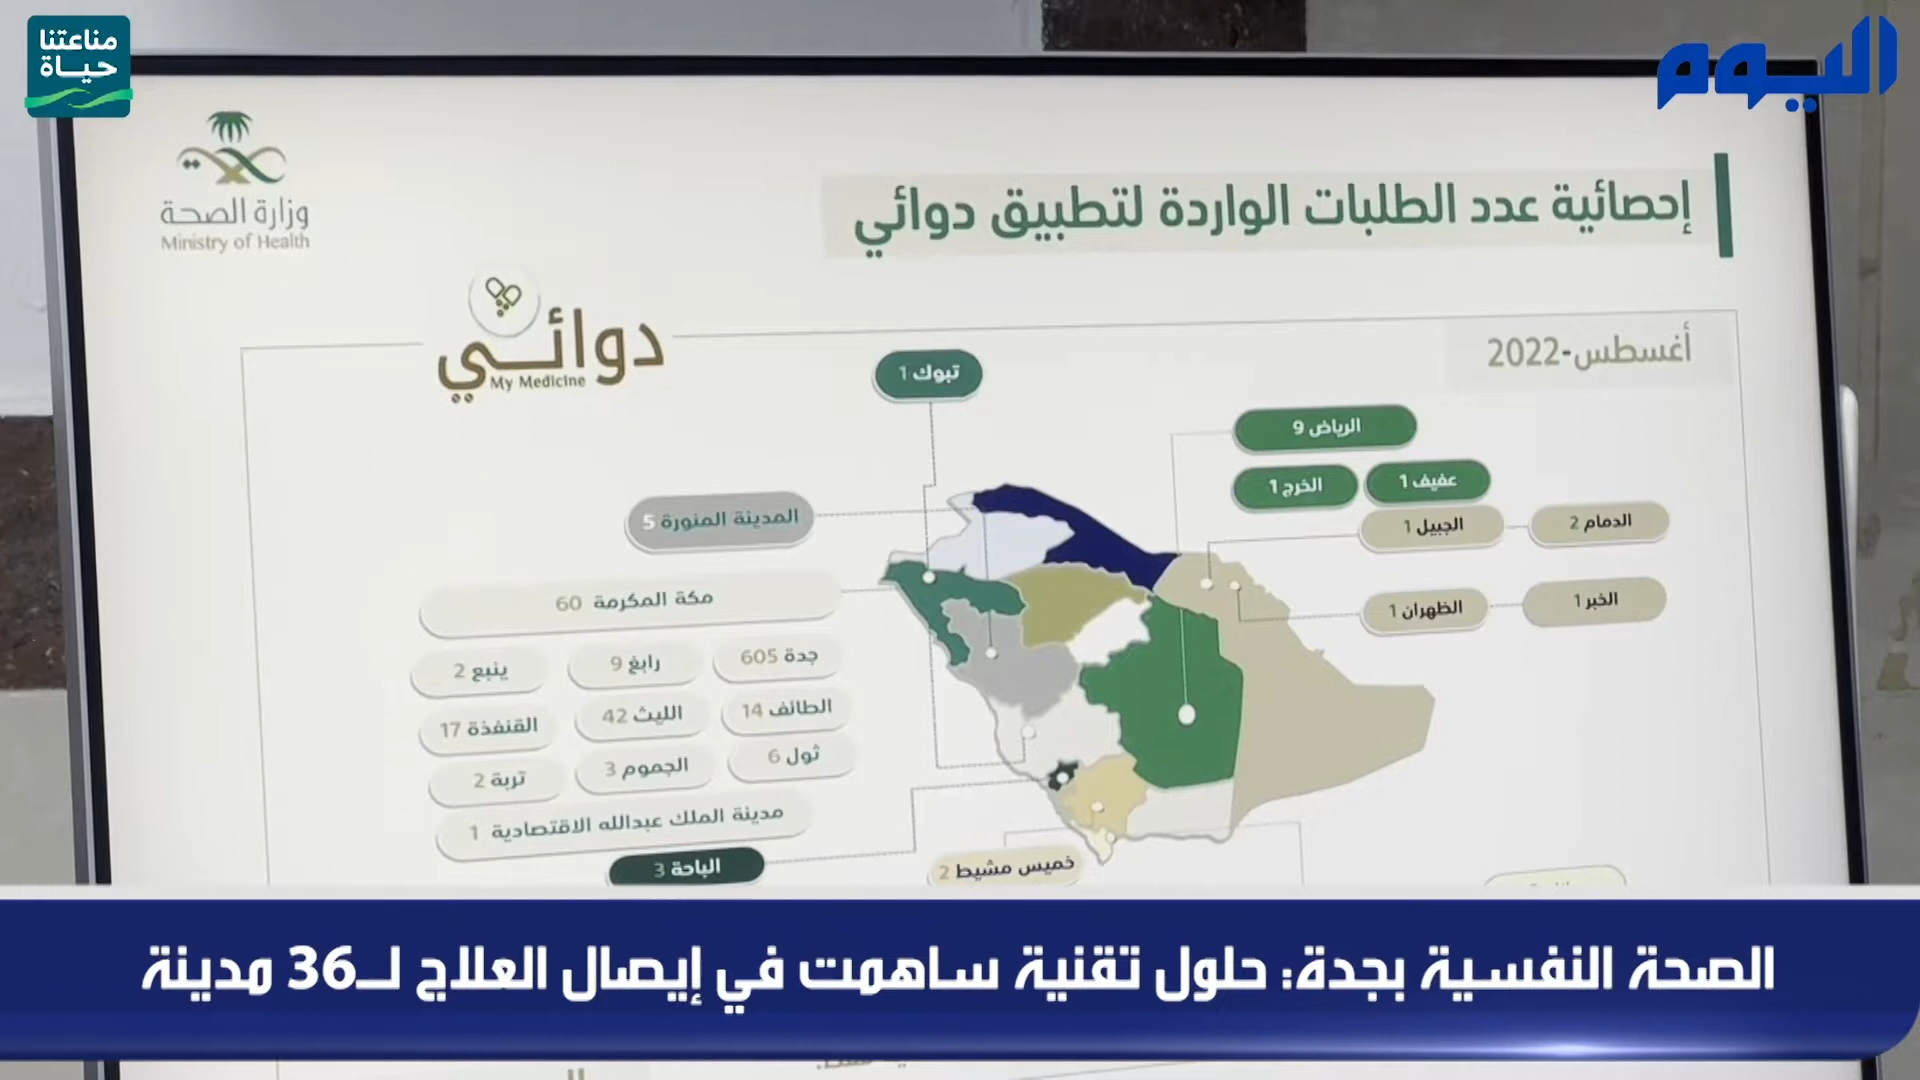 مناعتنا
حياة
اليوم
وزارة الصحة
Ministry of Health
إحصائية عدد الطلبات الواردة لتطبيق دوائي
أغسطس-2022
دوائي
My Medicine
تبوك 1
الرياض 9
عفيف 1
الخرج 1
المدينة المنورة 5
الدمام 2
الجبيل 1
مكة المكرمة 60
الخبر 1
الظهران 1
جدة 605
رابغ 9
ينبع 2
الطائف 14
الليث 42
القنفذة 17
ثول 6
الجموم 3
تربة 2
مدينة الملك عبدالله الاقتصادية 1
الباحة 3
خميس مشيط 2
الصحة النفسية بجدة: حلول تقنية ساهمت في إيصال العلاج لـ36 مدينة